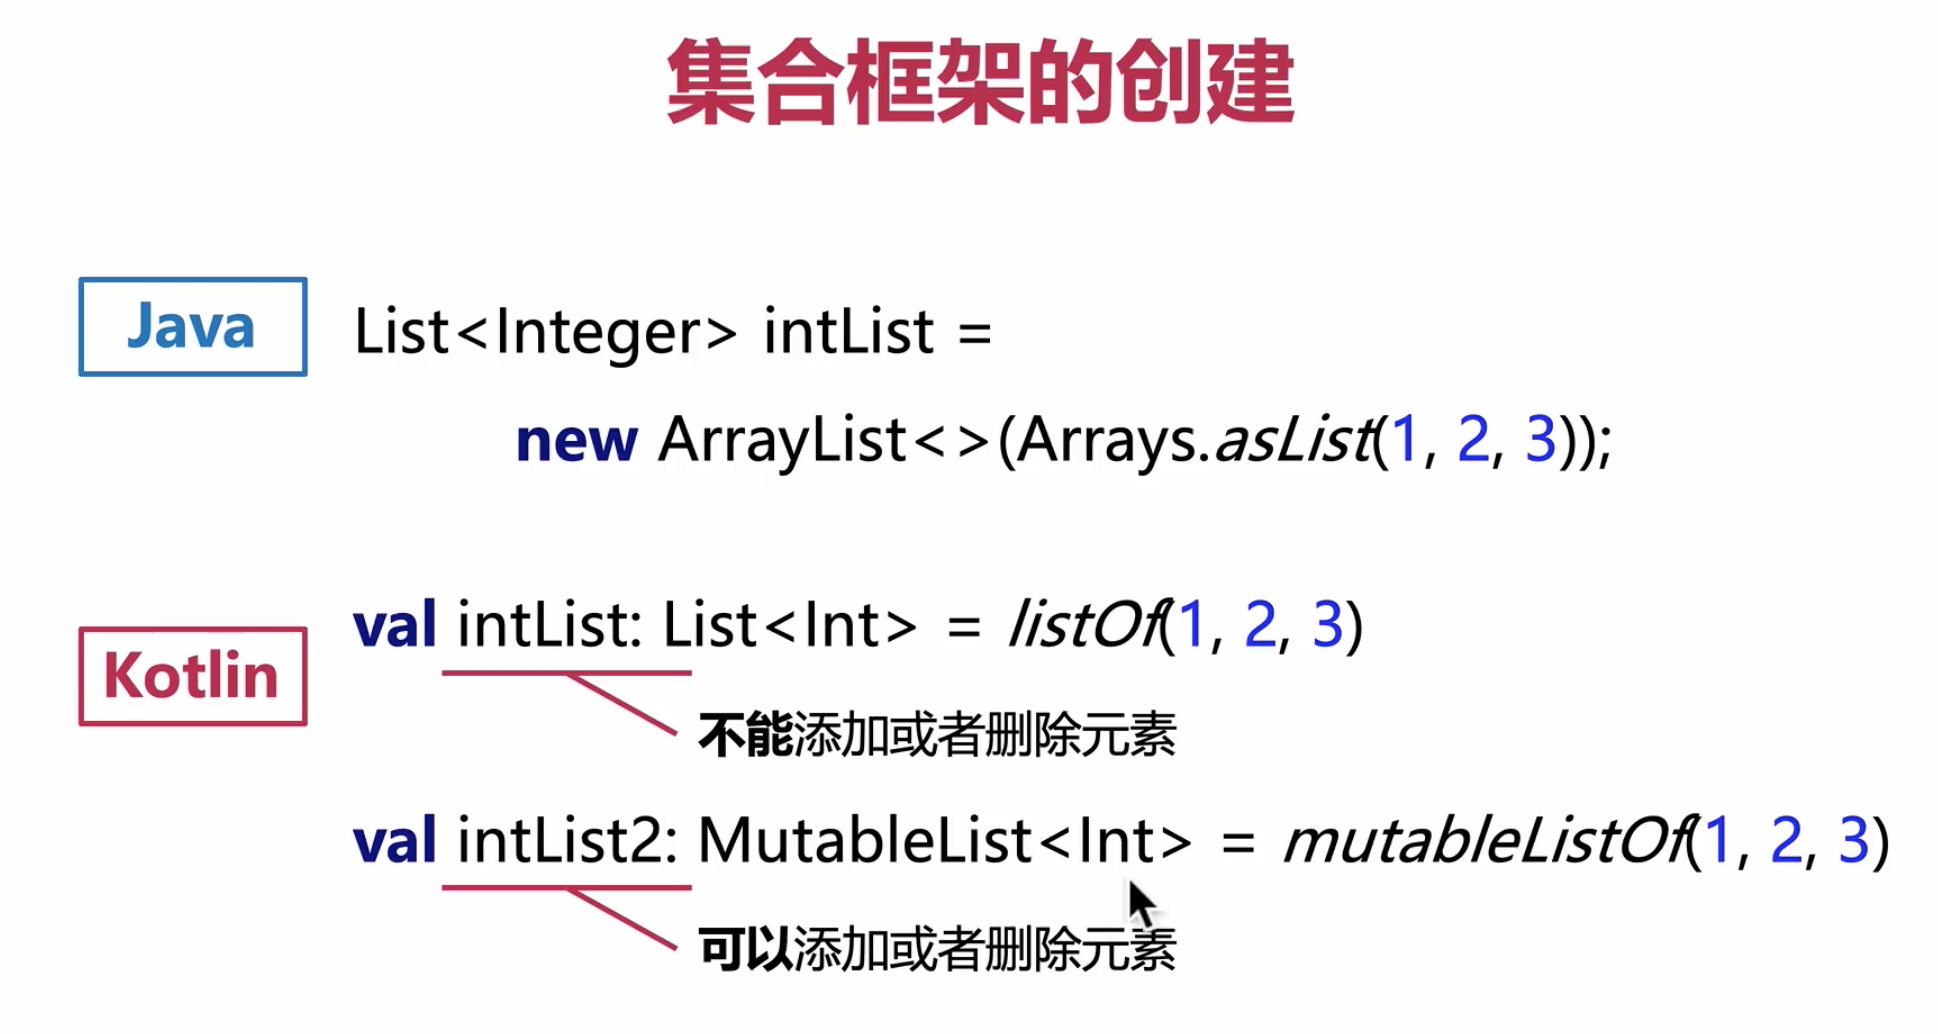 集合框架的创建
Java
List<Integer> intList =
new ArrayList<>(Arrays.asList(1, 2, 3));
Kotlin
val intList: List<Int> = listOf(1, 2, 3)
不能添加或者删除元素
val intList2: MutableList<Int> = mutableListOf(1, 2, 3)
可以添加或者删除元素